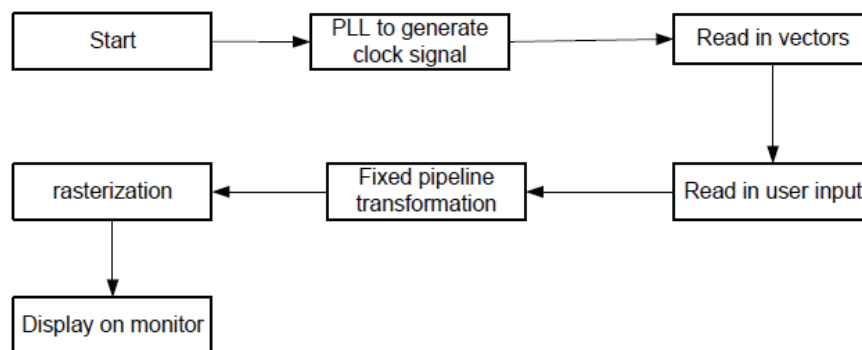 Start
PLL to generate
clock signal
Read in vectors
Read in user input
Fixed pipeline
transformation
rasterization
Display on monitor